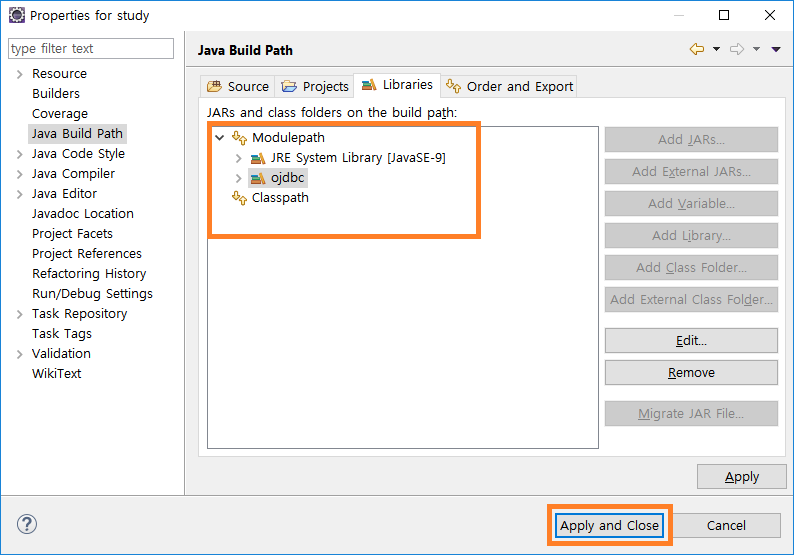 Properties for study
type filter text
Resource
Builders
Coverage
Java Build Path
Java Code Style
Java Compiler
Java Editor
Javadoc Location
Project Facets
Project References
Refactoring History
Run/Debug Settings
Task Repository
Task Tags
Validation
WikiText
Java Build Path
Source Projects Libraries Order and Export
JARs and class folders on the build path:
Modulepath
JRE System Library [JavaSE-9]
ojdbc
Classpath
Add JARs...
Add External JARs...
Add Variable...
Add Library...
Add Class Folder...
Add External Class Folder...
Edit...
Remove
Migrate JAR File...
Apply
?
Apply and Close
Cancel